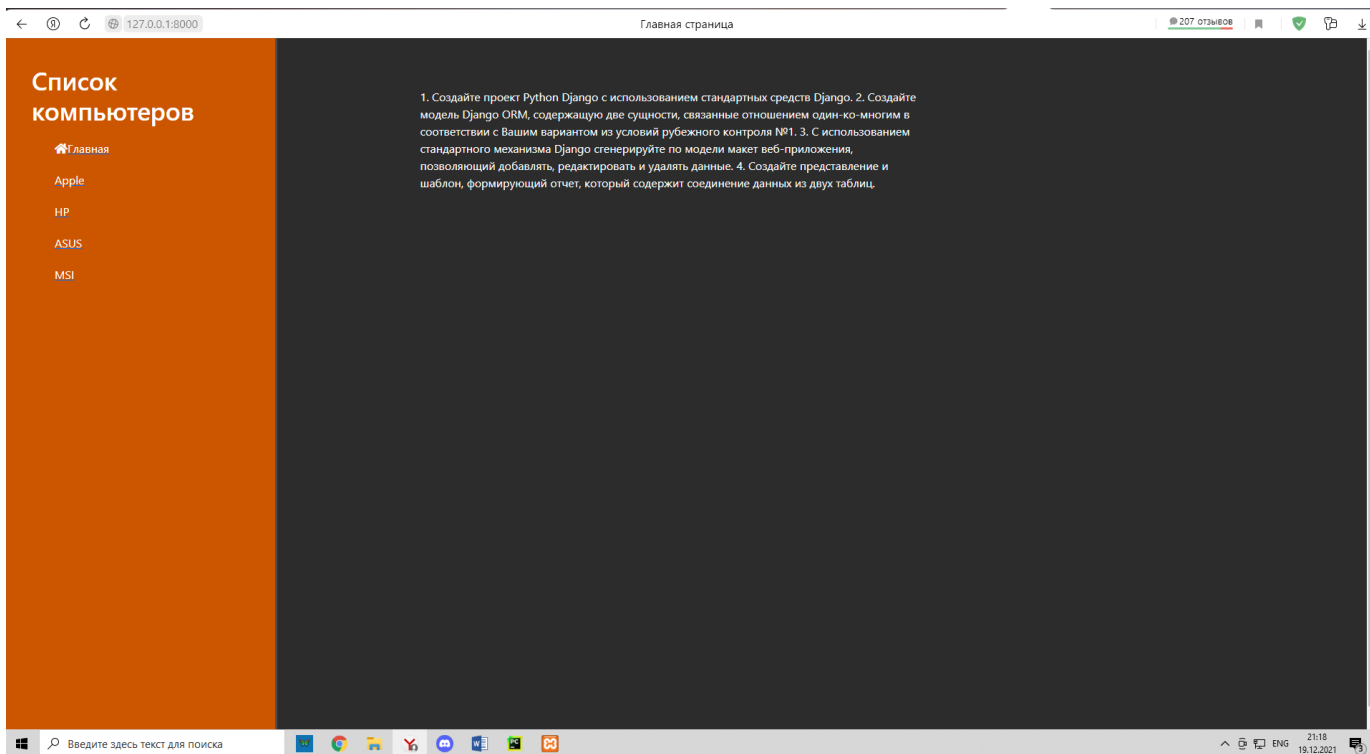 127.0.0.1:8000
Главная страница
207 отзывов
Список
компьютеров
Главная
Apple
HP
ASUS
MSI
1. Создайте проект Python Django с использованием стандартных средств Django. 2. Создайте
модель Django ORM, содержащую две сущности, связанные отношением один-ко-многим в
соответствии с Вашим вариантом из условий рубежного контроля №1. 3. С использованием
стандартного механизма Django сгенерируйте по модели макет веб-приложения,
позволяющий добавлять, редактировать и удалять данные. 4. Создайте представление и
шаблон, формирующий отчет, который содержит соединение данных из двух таблиц.
Введите здесь текст для поиска
ENG
21:18
19.12.2021